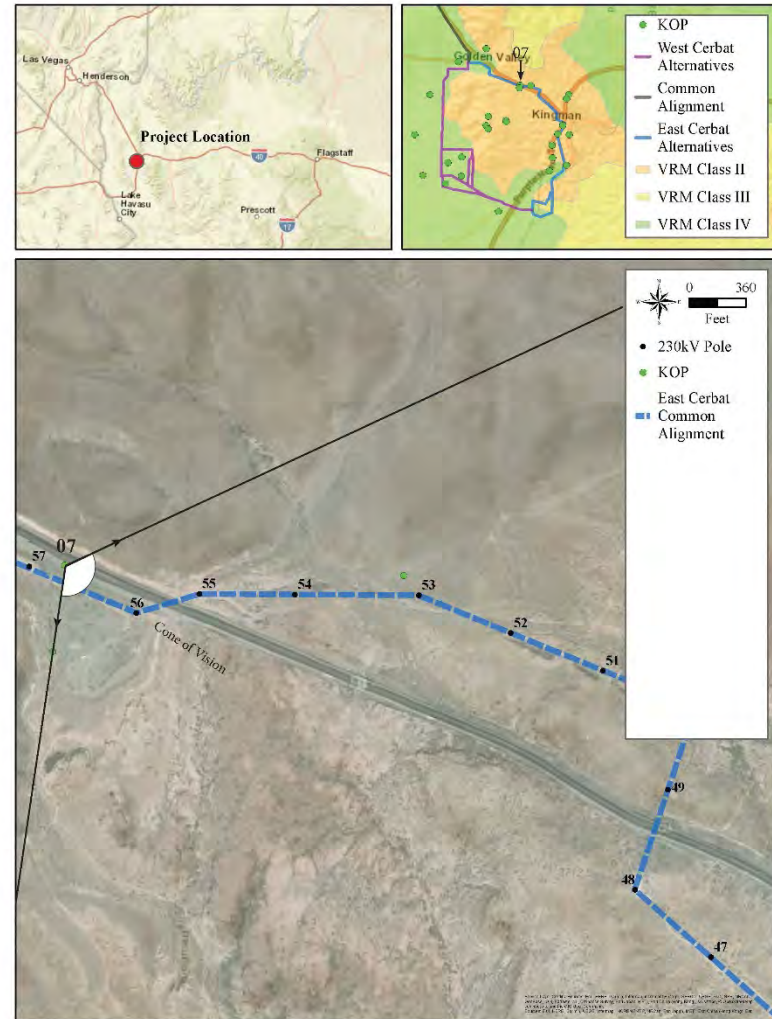 Las Vegas
Henderson
Project Location
40
Flagstaff
Lake
Havasu
City
Prescott
17
07
Golden Valley
Kingman
KOP
West Cerbat
Alternatives
Common
Alignment
East Cerbat
Alternatives
VRM Class II
VRM Class III
VRM Class IV
0 360
Feet
230kV Pole
KOP
East Cerbat
Common
Alignment
57
07
56
55
54
53
52
51
Cone of Vision
49
48
47